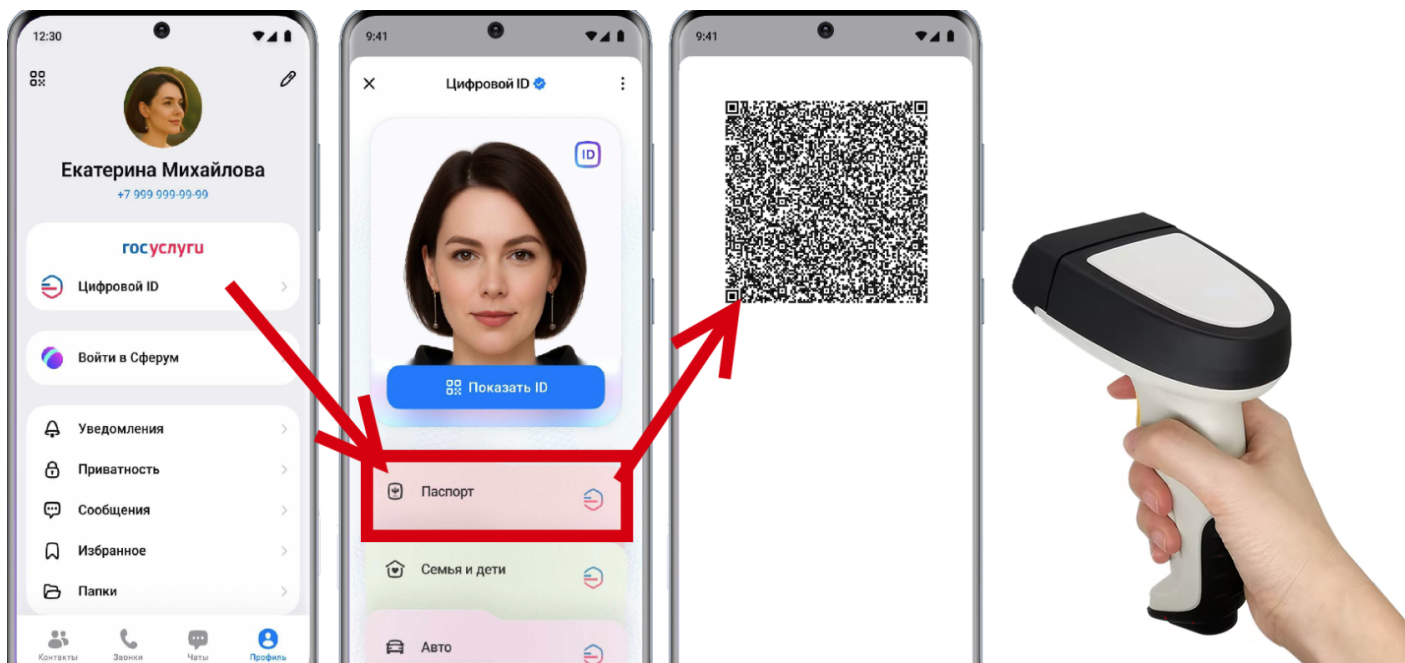 12:30
Екатерина Михайлова
+7 999 999-99-99
госуслуги
Цифровой ID
Войти в Сферум
Уведомления
Приватность
Сообщения
Избранное
Папки
Контакты
Звонки
Чаты
Профиль
9:41
Цифровой ID
ID
Показать ID
Паспорт
Семья и дети
Авто
9:41